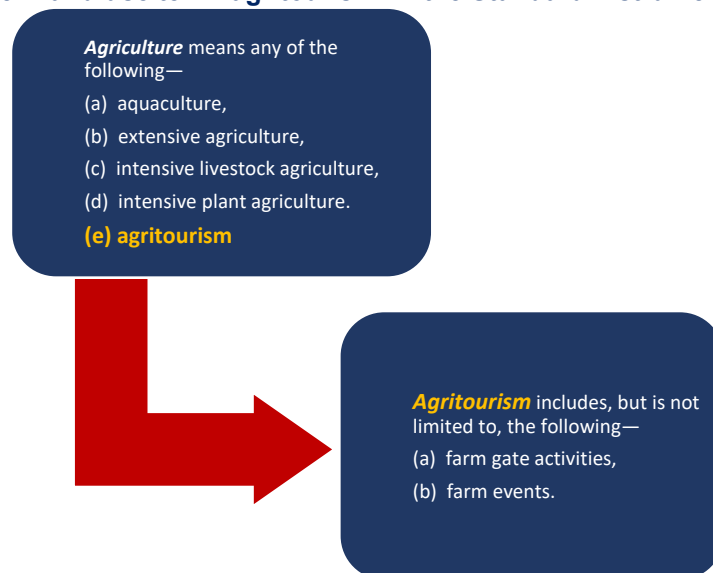 Agriculture means any of the
following—
(a) aquaculture,
(b) extensive agriculture,
(c) intensive livestock agriculture,
(d) intensive plant agriculture.
(e) agritourism
Agritourism includes, but is not
limited to, the following—
(a) farm gate activities,
(b) farm events.